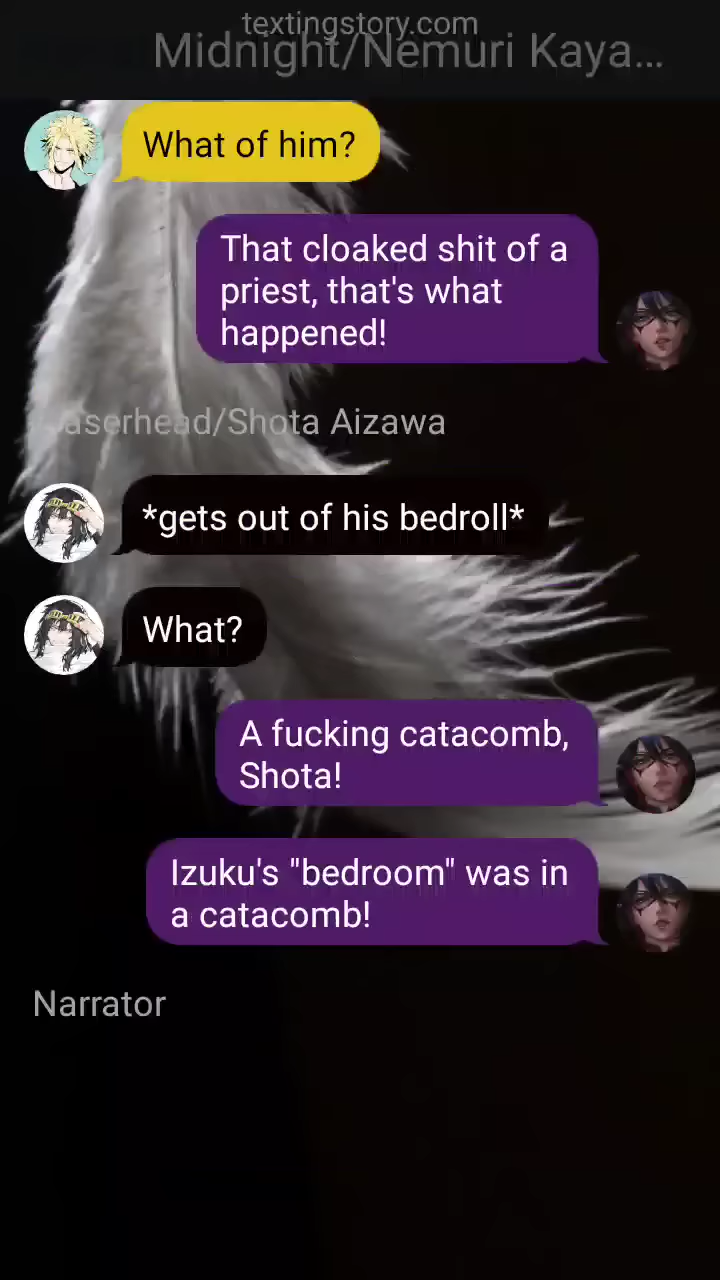 textingstory.com
Midnight/Nemuri Kaya...
What of him?
That cloaked shit of a
priest, that's what
happened!
aserhead/Shota Aizawa
*gets out of his bedroll*
What?
A fucking catacomb,
Shota!
Izuku's "bedroom" was in
a catacomb!
Narrator